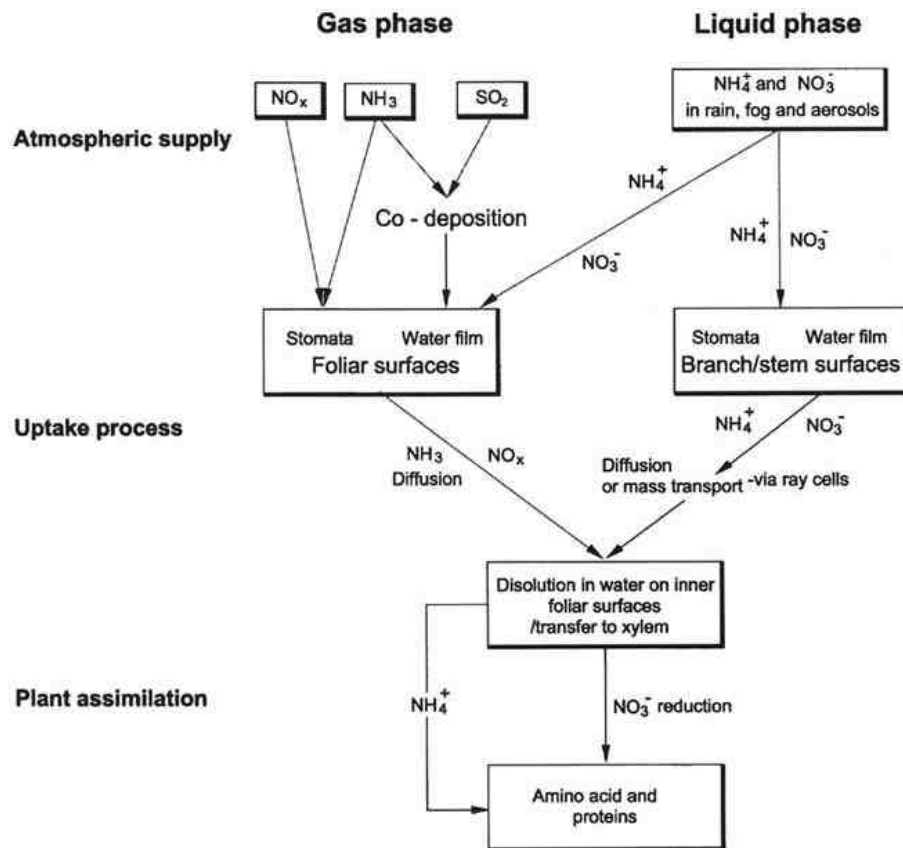 Gas phase
Liquid phase
NOₓ
NH₃
SO₂
NH₄⁺ and NO₃⁻
in rain, fog and aerosols
Atmospheric supply
NH₄⁺
Co - deposition
NH₄⁺
NO₃⁻
NO₃⁻
Stomata Water film
Foliar surfaces
Stomata Water film
Branch/stem surfaces
Uptake process
NH₄⁺
NO₃⁻
NH₃
NOₓ
Diffusion
Diffusion
or mass transport -via ray cells
Disolution in water on inner
foliar surfaces
/transfer to xylem
Plant assimilation
NH₄⁺
NO₃⁻ reduction
Amino acid and
proteins